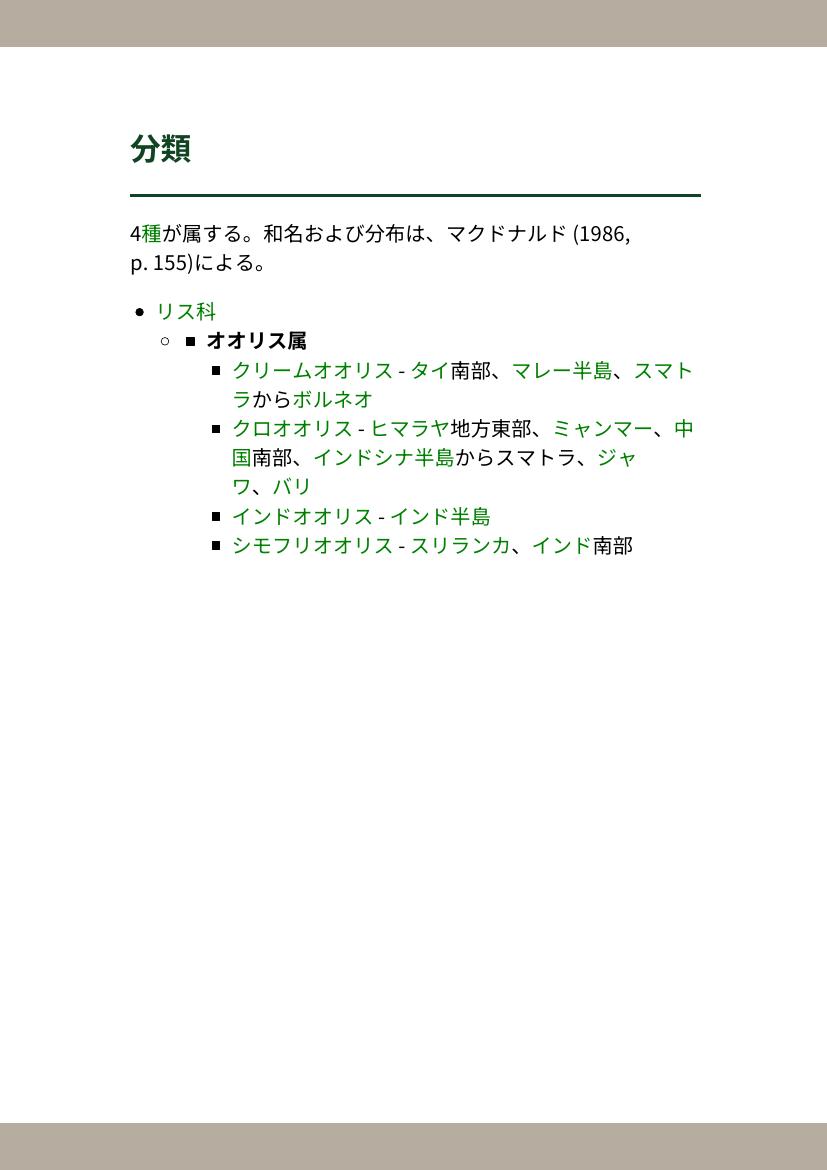 分類
4種が属する。和名および分布は、マクドナルド (1986,
p. 155)による。
リス科
オオリス属
クリームオオリス - タイ南部、マレー半島、スマト
ラからボルネオ
クロオオリス - ヒマラヤ地方東部、ミャンマー、中
国南部、インドシナ半島からスマトラ、ジャ
ワ、バリ
インドオオリス - インド半島
シモフリオオリス - スリランカ、インド南部